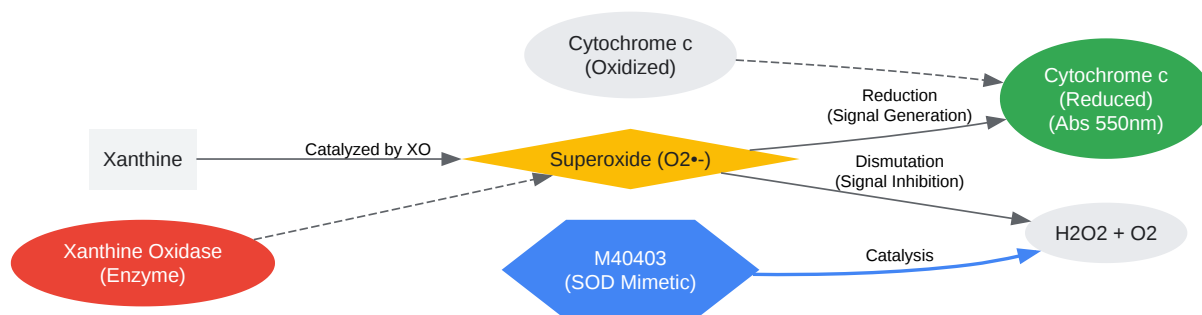 Cytochrome c
(Oxidized)
Cytochrome c
(Reduced)
(Abs 550nm)
Reduction
(Signal Generation)
Xanthine
Catalyzed by XO
Superoxide (O2•-)
Dismutation
(Signal Inhibition)
Xanthine Oxidase
(Enzyme)
M40403
(SOD Mimetic)
Catalysis
H2O2 + O2